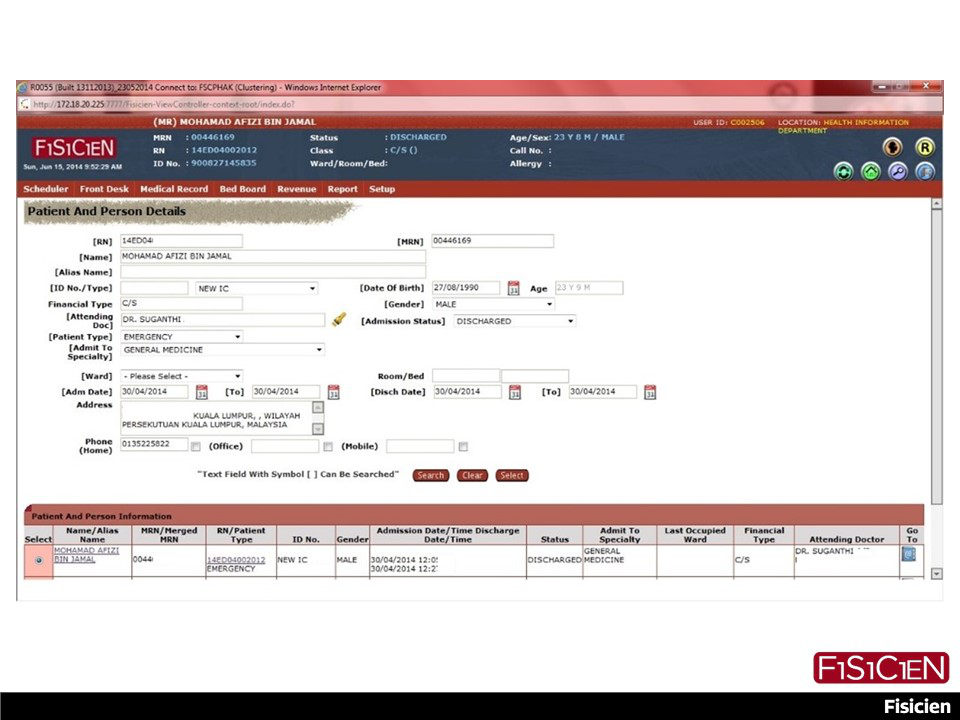 R0055 (Built 13112013)_23052014 Connect to: FSCPHAK (Clustering) - Windows Internet Explorer
http://172.18.20.225:7777/Fisicien-ViewController-context-root/index.do?
(MR) MOHAMAD AFIZI BIN JAMAL USER ID: C002506 LOCATION: HEALTH INFORMATION DEPARTMENT
FISICIEN
Sun, Jun 15, 2014 9:52:29 AM
MRN : 00446169 Status : DISCHARGED Age/Sex: 23 Y 8 M / MALE
RN : 14ED04002012 Class : C/S () Call No. :
ID No. : 900827145835 Ward/Room/Bed: Allergy :
R
Scheduler Front Desk Medical Record Bed Board Revenue Report Setup
Patient And Person Details
[RN] 14ED04 [MRN] 00446169
[Name] MOHAMAD AFIZI BIN JAMAL
[Alias Name]
[ID No./Type] NEW IC [Date Of Birth] 27/08/1990 31 Age 23 Y 9 M
Financial Type C/S [Gender] MALE
[Attending Doc] DR. SUGANTHI [Admission Status] DISCHARGED
[Patient Type] EMERGENCY
[Admit To Specialty] GENERAL MEDICINE
[Ward] - Please Select - Room/Bed
[Adm Date] 30/04/2014 31 [To] 30/04/2014 31 [Disch Date] 30/04/2014 31 [To] 30/04/2014 31
Address KUALA LUMPUR, , WILAYAH
PERSEKUTUAN KUALA LUMPUR, MALAYSIA
Phone (Home) 0135225822 (Office) (Mobile)
"Text Field With Symbol [ ] Can Be Searched" Search Clear Select
Patient And Person Information
Select Name/Alias Name MRN/Merged MRN RN/Patient Type ID No. Gender Admission Date/Time Discharge Date/Time Status Admit To Specialty Last Occupied Ward Financial Type Attending Doctor Go To
MOHAMAD AFIZI BIN JAMAL 0044 14ED04002012 EMERGENCY NEW IC MALE 30/04/2014 12:0 30/04/2014 12:2 DISCHARGED GENERAL MEDICINE C/S DR. SUGANTHI
FISICIEN
Fisicien